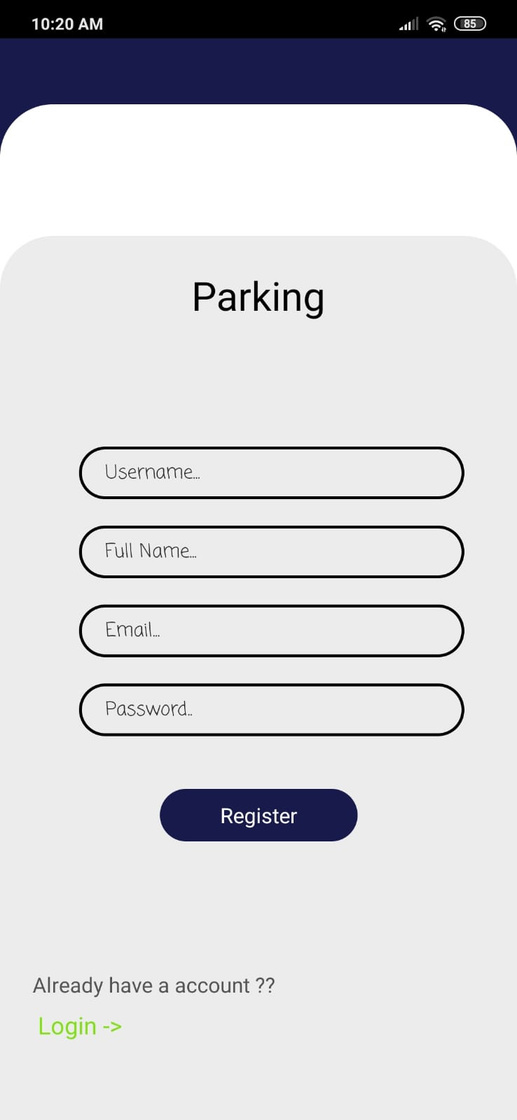 10:20 AM 85
Parking
Username...
Full Name...
Email...
Password..
Register
Already have a account ??
Login ->